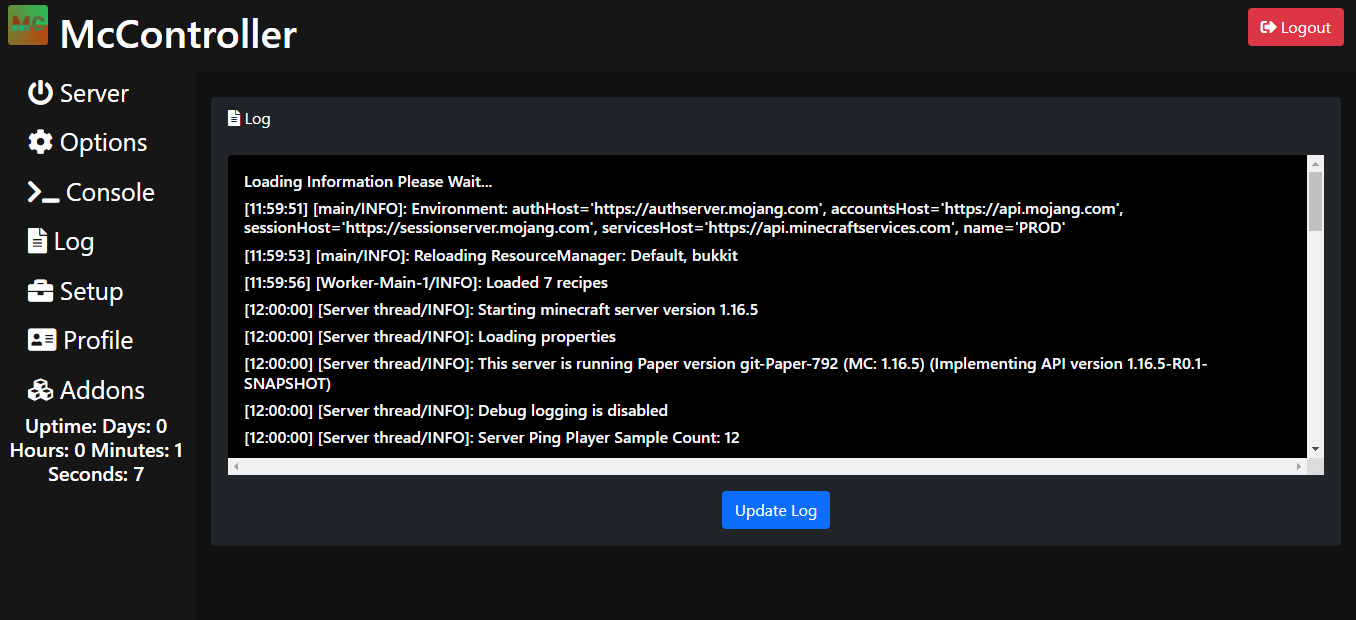 MC
McController
Logout
Server
Options
Console
Log
Setup
Profile
Addons
Uptime: Days: 0
Hours: 0 Minutes: 1
Seconds: 7
Log
Loading Information Please Wait...
[11:59:51] [main/INFO]: Environment: authHost='https://authserver.mojang.com', accountsHost='https://api.mojang.com',
sessionHost='https://sessionserver.mojang.com', servicesHost='https://api.minecraftservices.com', name='PROD'
[11:59:53] [main/INFO]: Reloading ResourceManager: Default, bukkit
[11:59:56] [Worker-Main-1/INFO]: Loaded 7 recipes
[12:00:00] [Server thread/INFO]: Starting minecraft server version 1.16.5
[12:00:00] [Server thread/INFO]: Loading properties
[12:00:00] [Server thread/INFO]: This server is running Paper version git-Paper-792 (MC: 1.16.5) (Implementing API version 1.16.5-R0.1-
SNAPSHOT)
[12:00:00] [Server thread/INFO]: Debug logging is disabled
[12:00:00] [Server thread/INFO]: Server Ping Player Sample Count: 12
Update Log